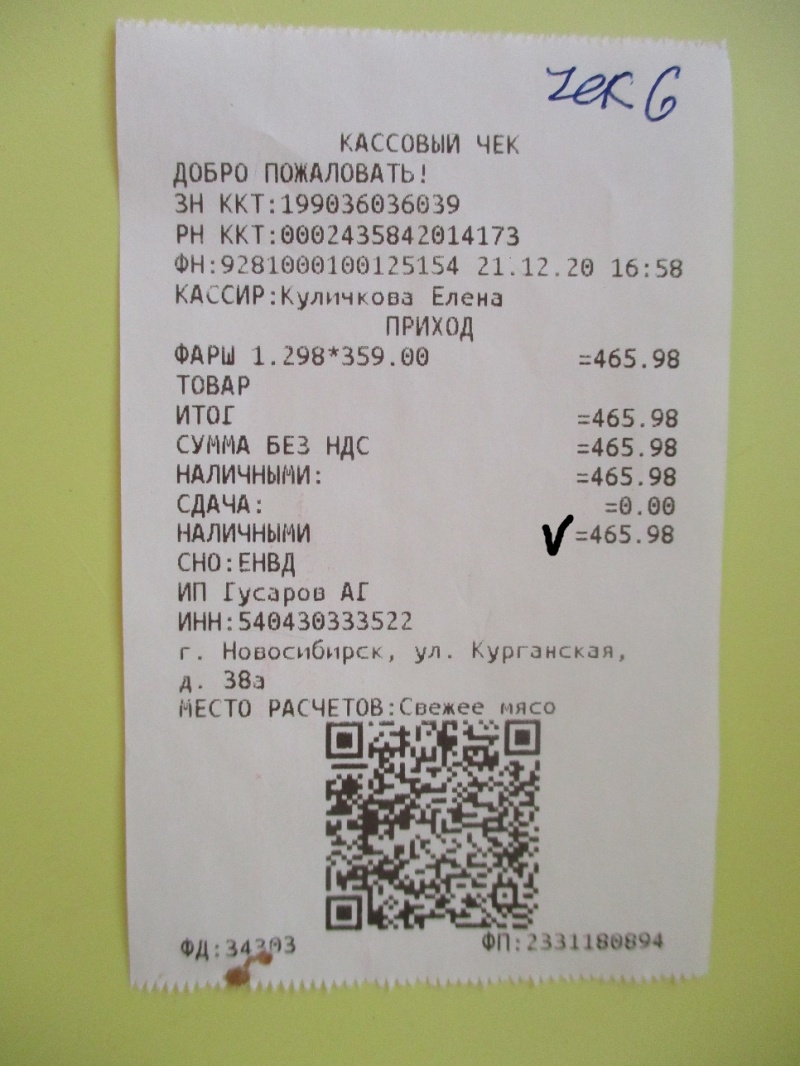 чек 6
КАССОВЫЙ ЧЕК
ДОБРО ПОЖАЛОВАТЬ!
ЗН ККТ:199036036039
РН ККТ:0002435842014173
ФН:9281000100125154 21.12.20 16:58
КАССИР:Куличкова Елена
ПРИХОД
ФАРШ 1.298*359.00 =465.98
ТОВАР
ИТОГ =465.98
СУММА БЕЗ НДС =465.98
НАЛИЧНЫМИ: =465.98
СДАЧА: =0.00
НАЛИЧНЫМИ =465.98
СНО:ЕНВД
ИП Гусаров АГ
ИНН:540430333522
г. Новосибирск, ул. Курганская,
д. 38а
МЕСТО РАСЧЕТОВ:Свежее мясо
ФД:34303 ФП:2331180894